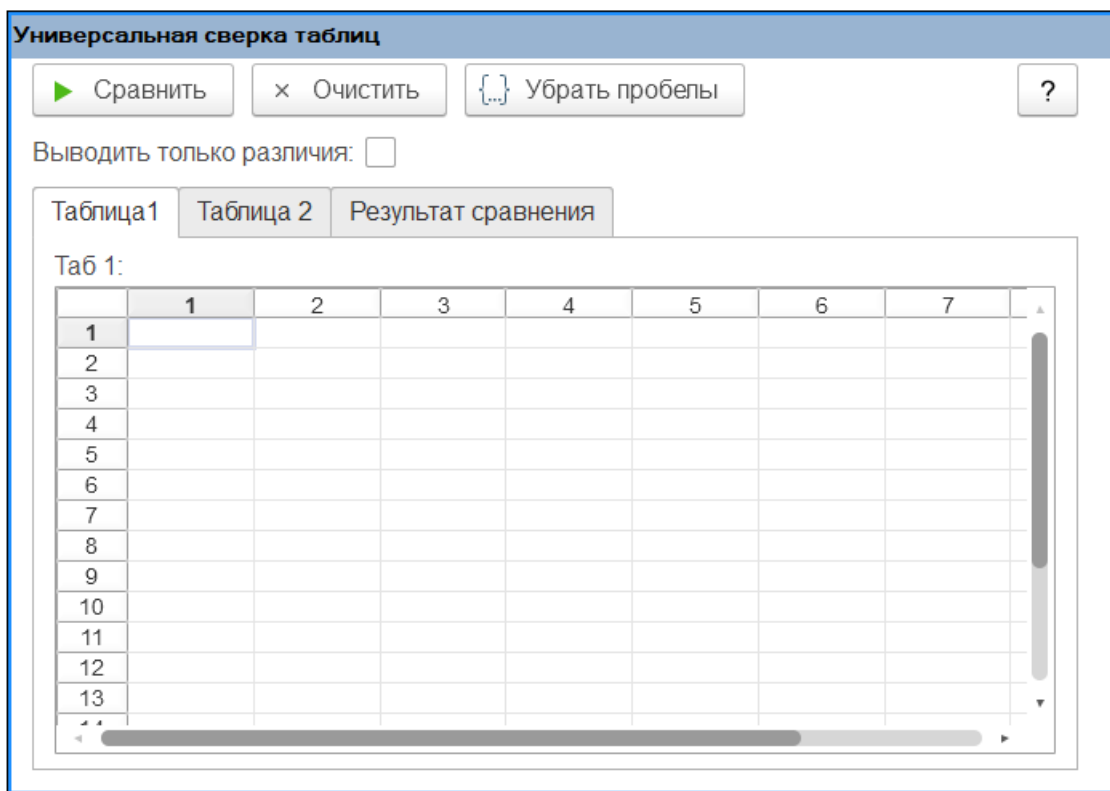 Универсальная сверка таблиц
Сравнить × Очистить {...} Убрать пробелы ?
Выводить только различия:
Таблица1 Таблица 2 Результат сравнения
Таб 1:
1 2 3 4 5 6 7
1
2
3
4
5
6
7
8
9
10
11
12
13